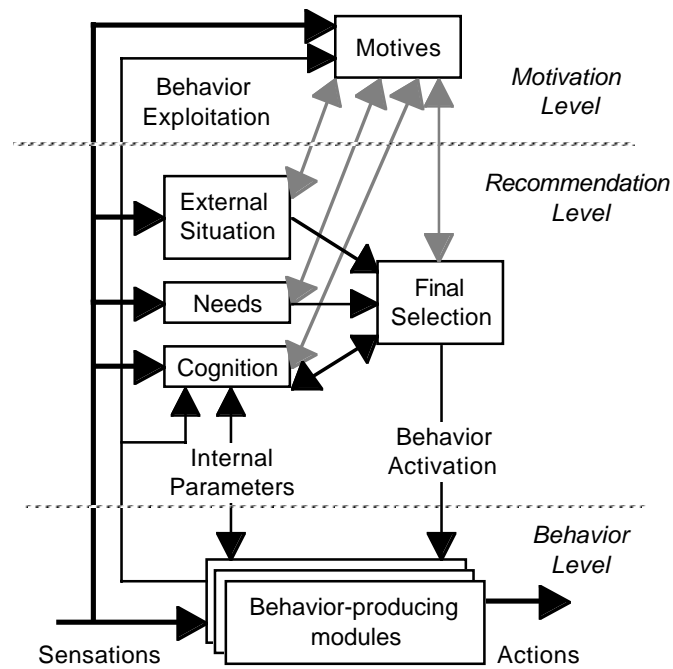 Motives
Behavior
Exploitation
Motivation
Level
Recommendation
Level
External
Situation
Needs
Cognition
Final
Selection
Internal
Parameters
Behavior
Activation
Behavior
Level
Behavior-producing
modules
Sensations
Actions